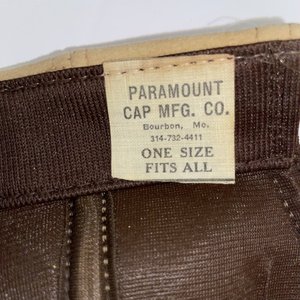 PARAMOUNT
CAP MFG. CO.
Bourbon, Mo.
314-732-4411
ONE SIZE
FITS ALL